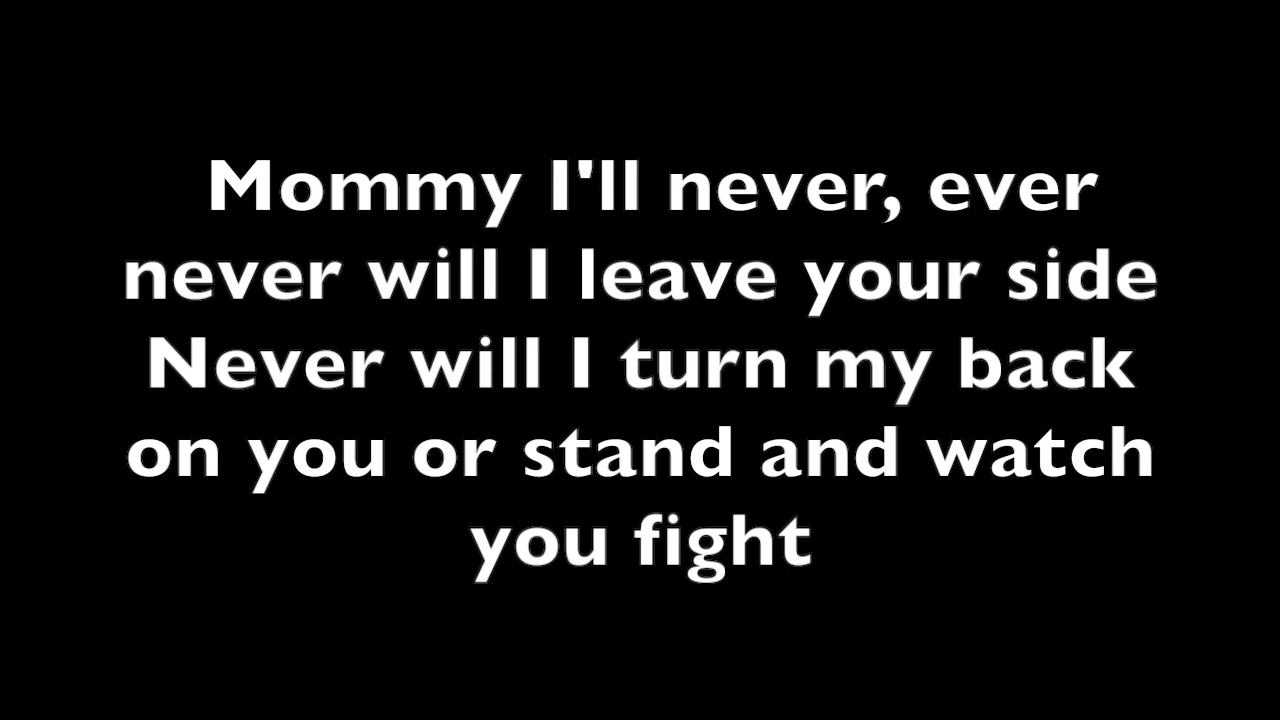 Mommy I'll never, ever
never will I leave your side
Never will I turn my back
on you or stand and watch
you fight